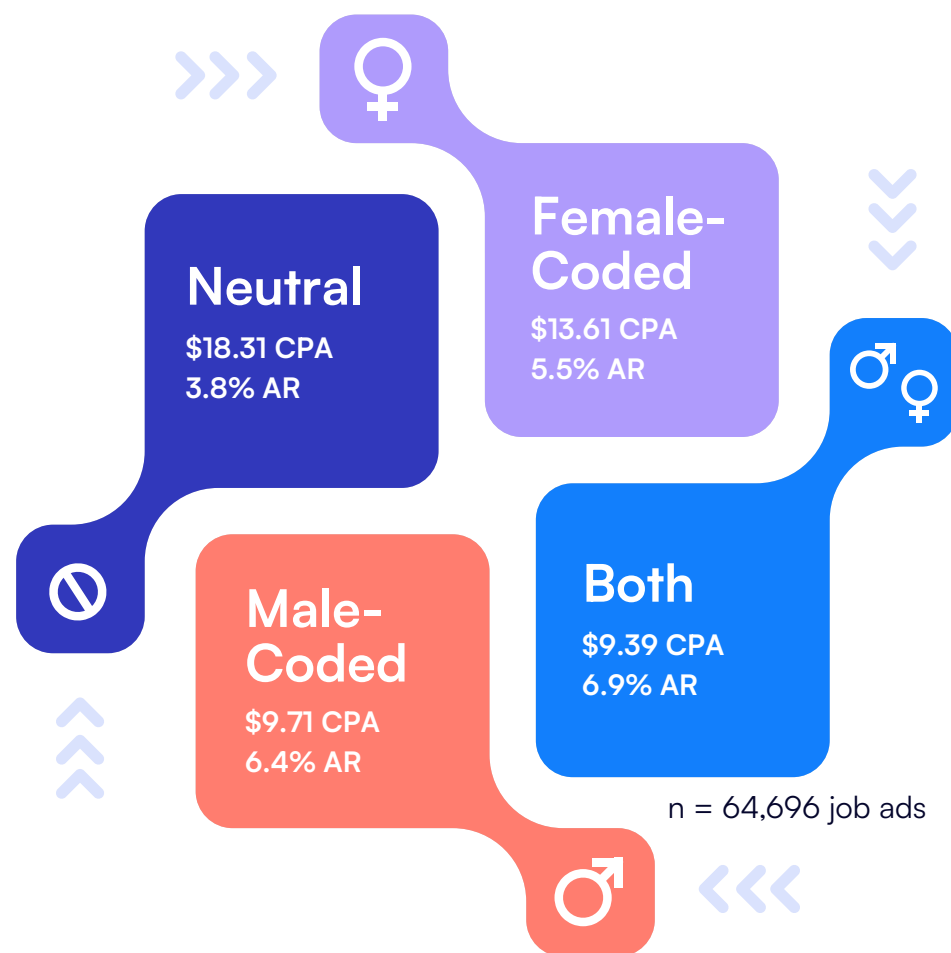 Neutral
$18.31 CPA
3.8% AR
Female-
Coded
$13.61 CPA
5.5% AR
Male-
Coded
$9.71 CPA
6.4% AR
Both
$9.39 CPA
6.9% AR
n = 64,696 job ads